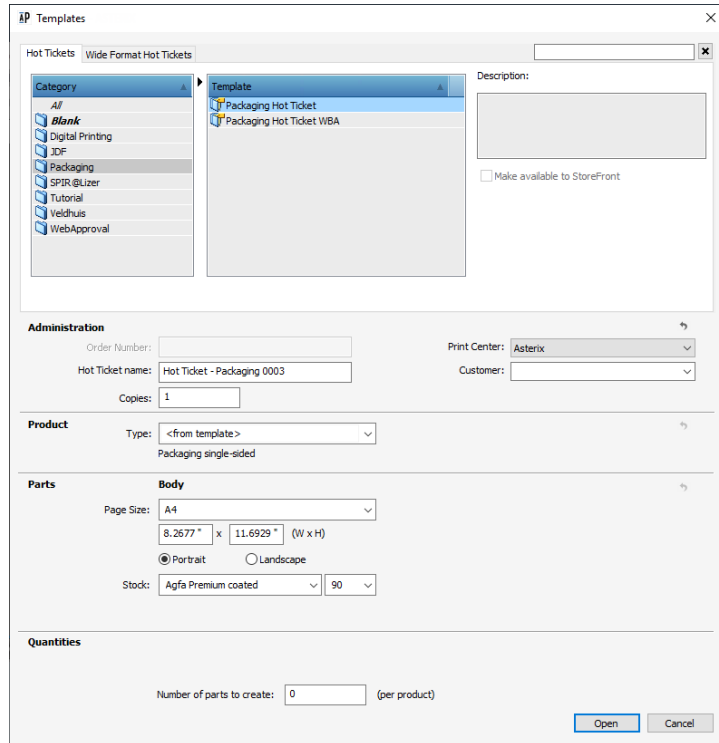 AP Templates
Hot Tickets Wide Format Hot Tickets
Category Template Description:
All
Blank
Digital Printing
JDF
Packaging
SPIR@Lizer
Tutorial
Veldhuis
WebApproval
Packaging Hot Ticket
Packaging Hot Ticket WBA
Make available to StoreFront
Administration
Order Number:
Print Center: Asterix
Hot Ticket name: Hot Ticket - Packaging 0003
Customer:
Copies: 1
Product
Type: <from template>
Packaging single-sided
Parts Body
Page Size: A4
8.2677 " x 11.6929 " (W x H)
Portrait Landscape
Stock: Agfa Premium coated 90
Quantities
Number of parts to create: 0 (per product)
Open Cancel